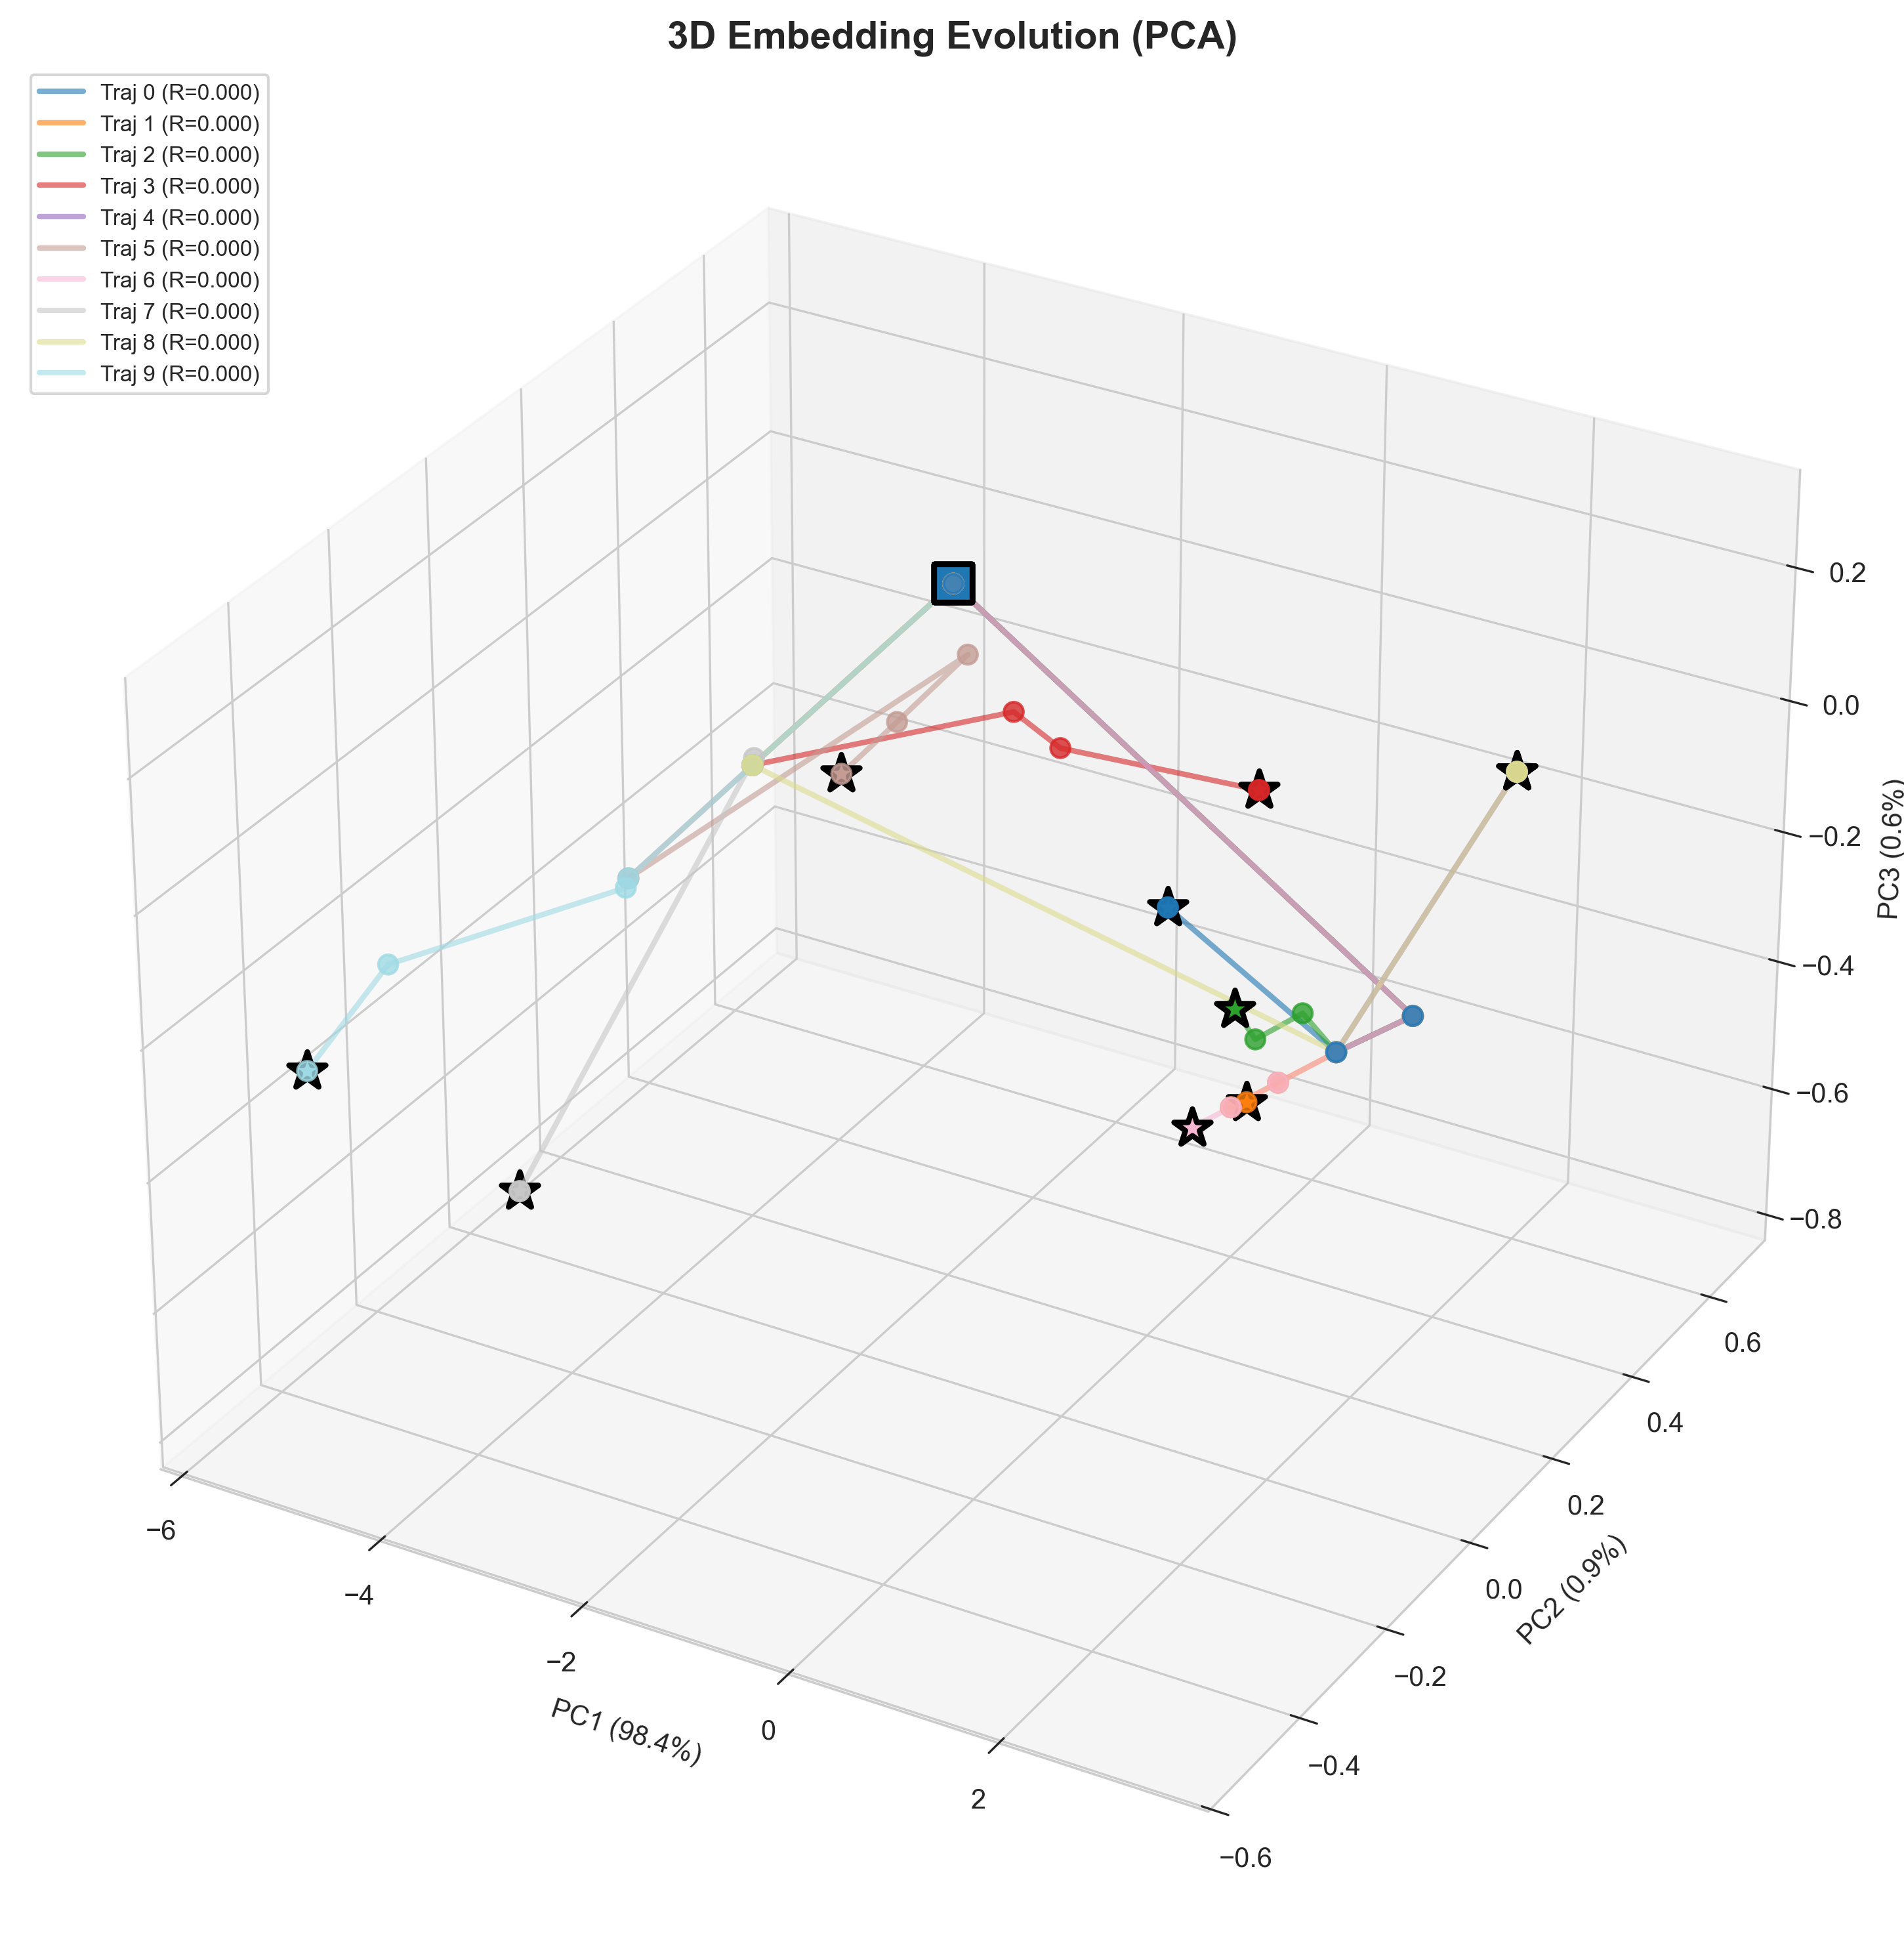 3D Embedding Evolution (PCA)
Traj 0 (R=0.000)
Traj 1 (R=0.000)
Traj 2 (R=0.000)
Traj 3 (R=0.000)
Traj 4 (R=0.000)
Traj 5 (R=0.000)
Traj 6 (R=0.000)
Traj 7 (R=0.000)
Traj 8 (R=0.000)
Traj 9 (R=0.000)
0.2
0.0
−0.2
−0.4
−0.6
−0.8
PC3 (0.6%)
0.6
0.4
0.2
0.0
−0.2
−0.4
−0.6
PC2 (0.9%)
−6
−4
−2
0
2
PC1 (98.4%)